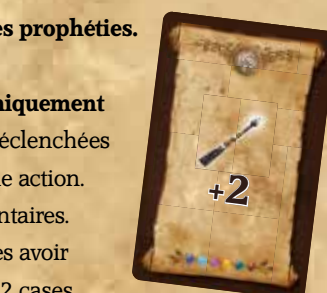 es prophéties.
niquement
éclenchées
e action.
ntaires.
es avoir
2 cases
+2